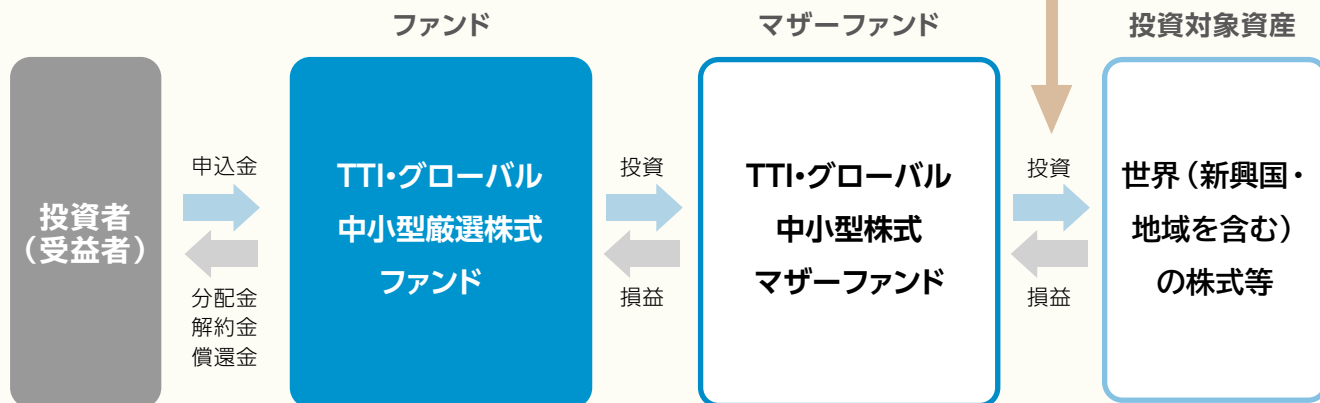 ファンド
マザーファンド
投資対象資産
投資者
（受益者）
申込金
分配金
解約金
償還金
TTI・グローバル
中小型厳選株式
ファンド
投資
損益
TTI・グローバル
中小型株式
マザーファンド
投資
損益
世界（新興国・
地域を含む）
の株式等